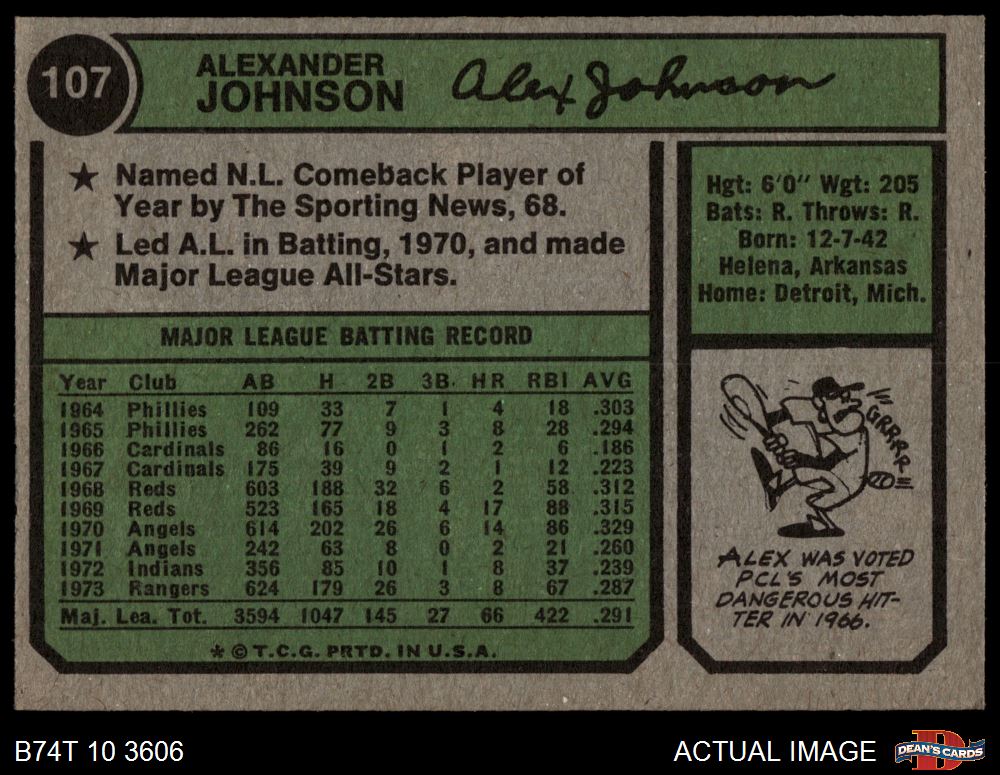 107
ALEXANDER
JOHNSON
Alex Johnson
★ Named N.L. Comeback Player of
Year by The Sporting News, 68.
★ Led A.L. in Batting, 1970, and made
Major League All-Stars.
Hgt: 6'0" Wgt: 205
Bats: R. Throws: R.
Born: 12-7-42
Helena, Arkansas
Home: Detroit, Mich.
MAJOR LEAGUE BATTING RECORD
Year Club AB H 2B 3B. HR RBI AVG
1964 Phillies 109 33 7 1 4 18 .303
1965 Phillies 262 77 9 3 8 28 .294
1966 Cardinals 86 16 0 1 2 6 .186
1967 Cardinals 175 39 9 2 1 12 .223
1968 Reds 603 188 32 6 2 58 .312
1969 Reds 523 165 18 4 17 88 .315
1970 Angels 614 202 26 6 14 86 .329
1971 Angels 242 63 8 0 2 21 .260
1972 Indians 356 85 10 1 8 37 .239
1973 Rangers 624 179 26 3 8 67 .287
Maj. Lea. Tot. 3594 1047 145 27 66 422 .291
* © T.C.G. PRTD. IN U.S.A.
GRRRR
ALEX WAS VOTED
PCL'S MOST
DANGEROUS HIT-
TER IN 1966.
B74T 10 3606
ACTUAL IMAGE
D
DEAN'S CARDS